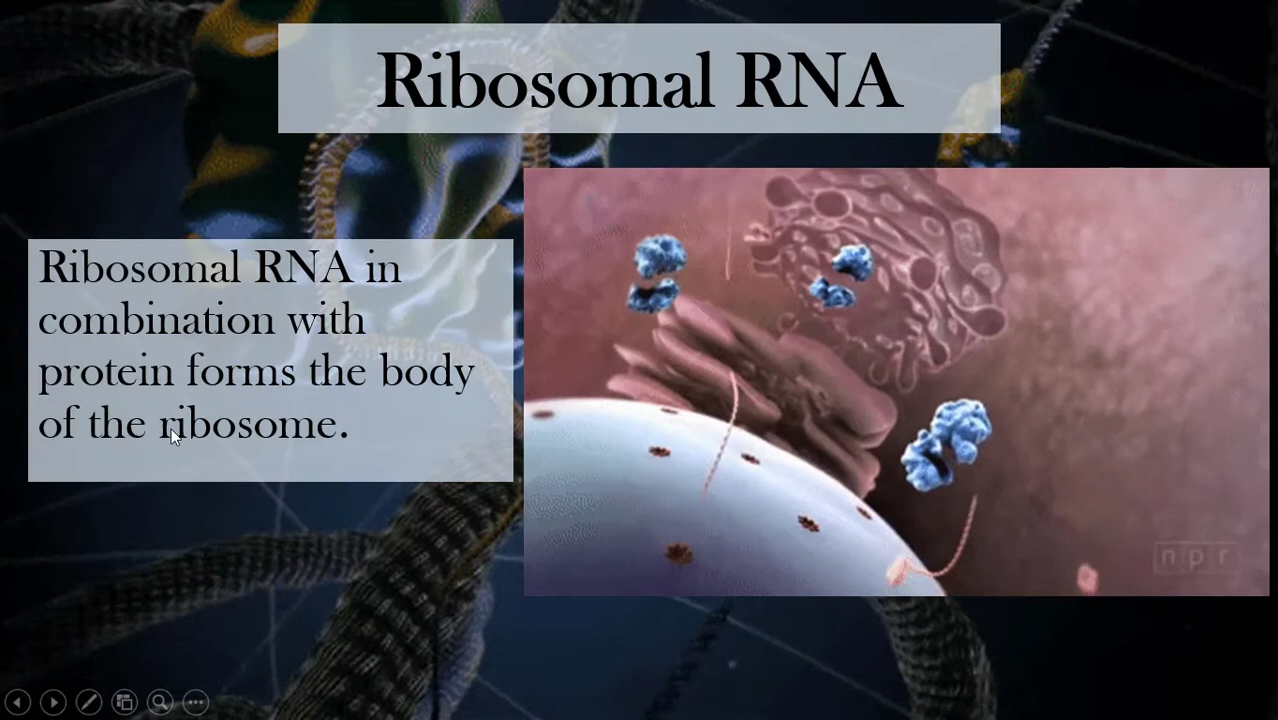 Ribosomal RNA
Ribosomal RNA in
combination with
protein forms the body
of the ribosome.
npr